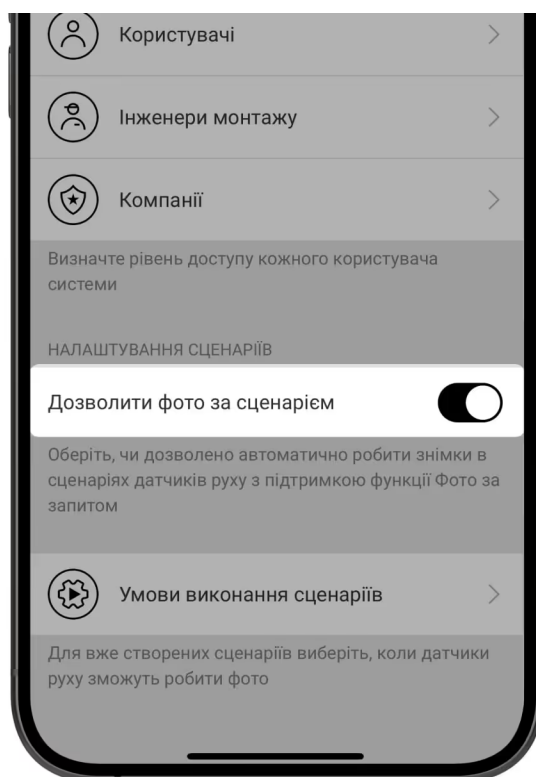 Користувачі
Інженери монтажу
Компанії
Визначте рівень доступу кожного користувача
системи
НАЛАШТУВАННЯ СЦЕНАРІЇВ
Дозволити фото за сценарієм
Оберіть, чи дозволено автоматично робити знімки в
сценаріях датчиків руху з підтримкою функції Фото за
запитом
Умови виконання сценаріїв
Для вже створених сценаріїв виберіть, коли датчики
руху зможуть робити фото